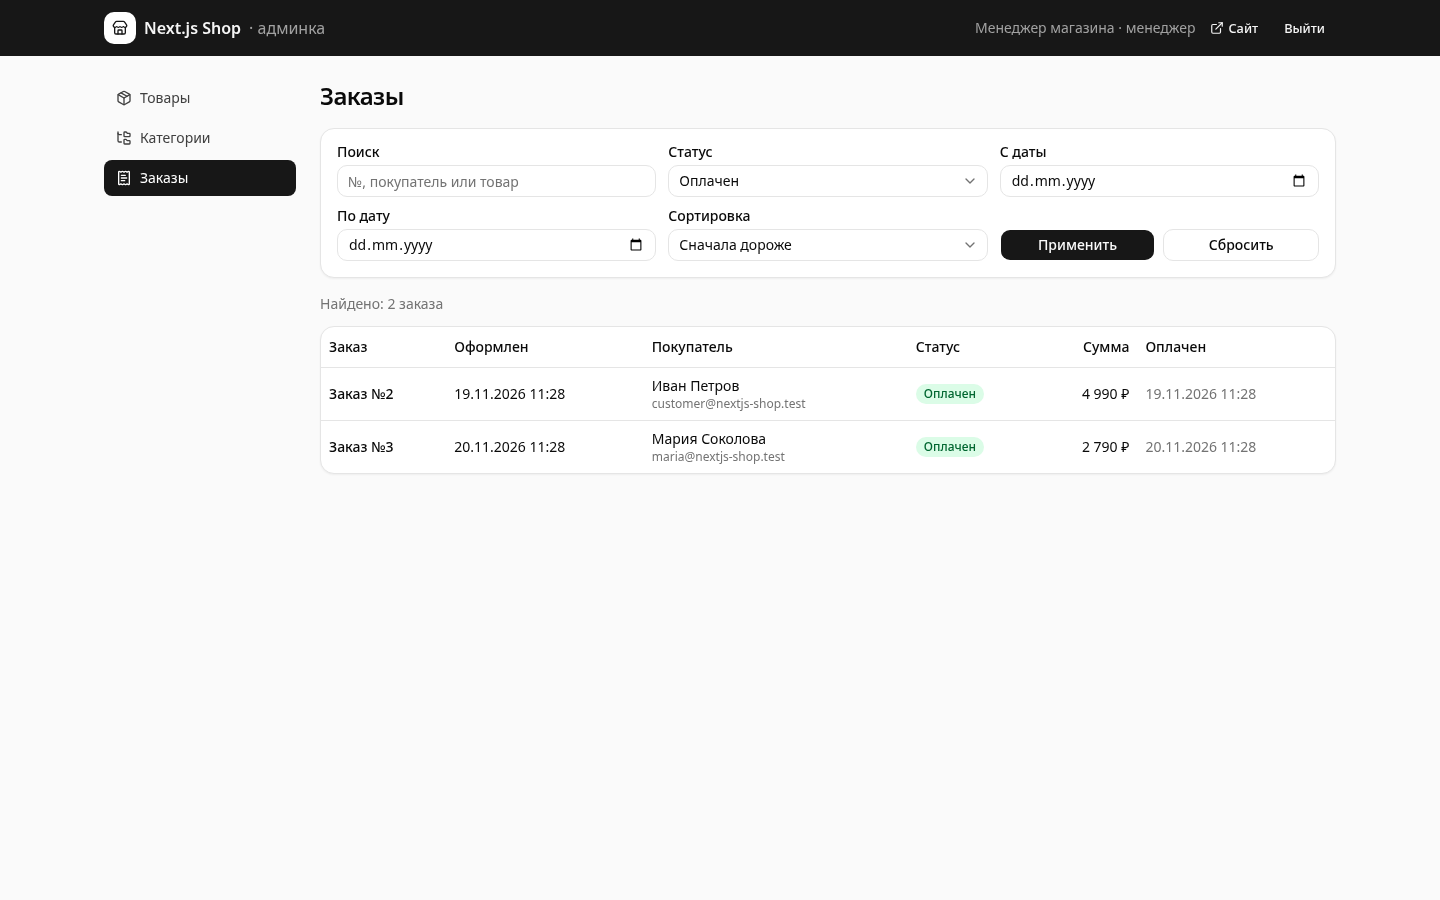 Next.js Shop · админка
Менеджер магазина · менеджер Сайт Выйти
Товары
Категории
Заказы
Заказы
Поиск Статус С даты
№, покупатель или товар Оплачен dd.mm.yyyy
По дату Сортировка
dd.mm.yyyy Сначала дороже Применить Сбросить
Найдено: 2 заказа
Заказ Оформлен Покупатель Статус Сумма Оплачен
Заказ №2 19.11.2026 11:28 Иван Петров Оплачен 4 990 ₽ 19.11.2026 11:28
customer@nextjs-shop.test
Заказ №3 20.11.2026 11:28 Мария Соколова Оплачен 2 790 ₽ 20.11.2026 11:28
maria@nextjs-shop.test